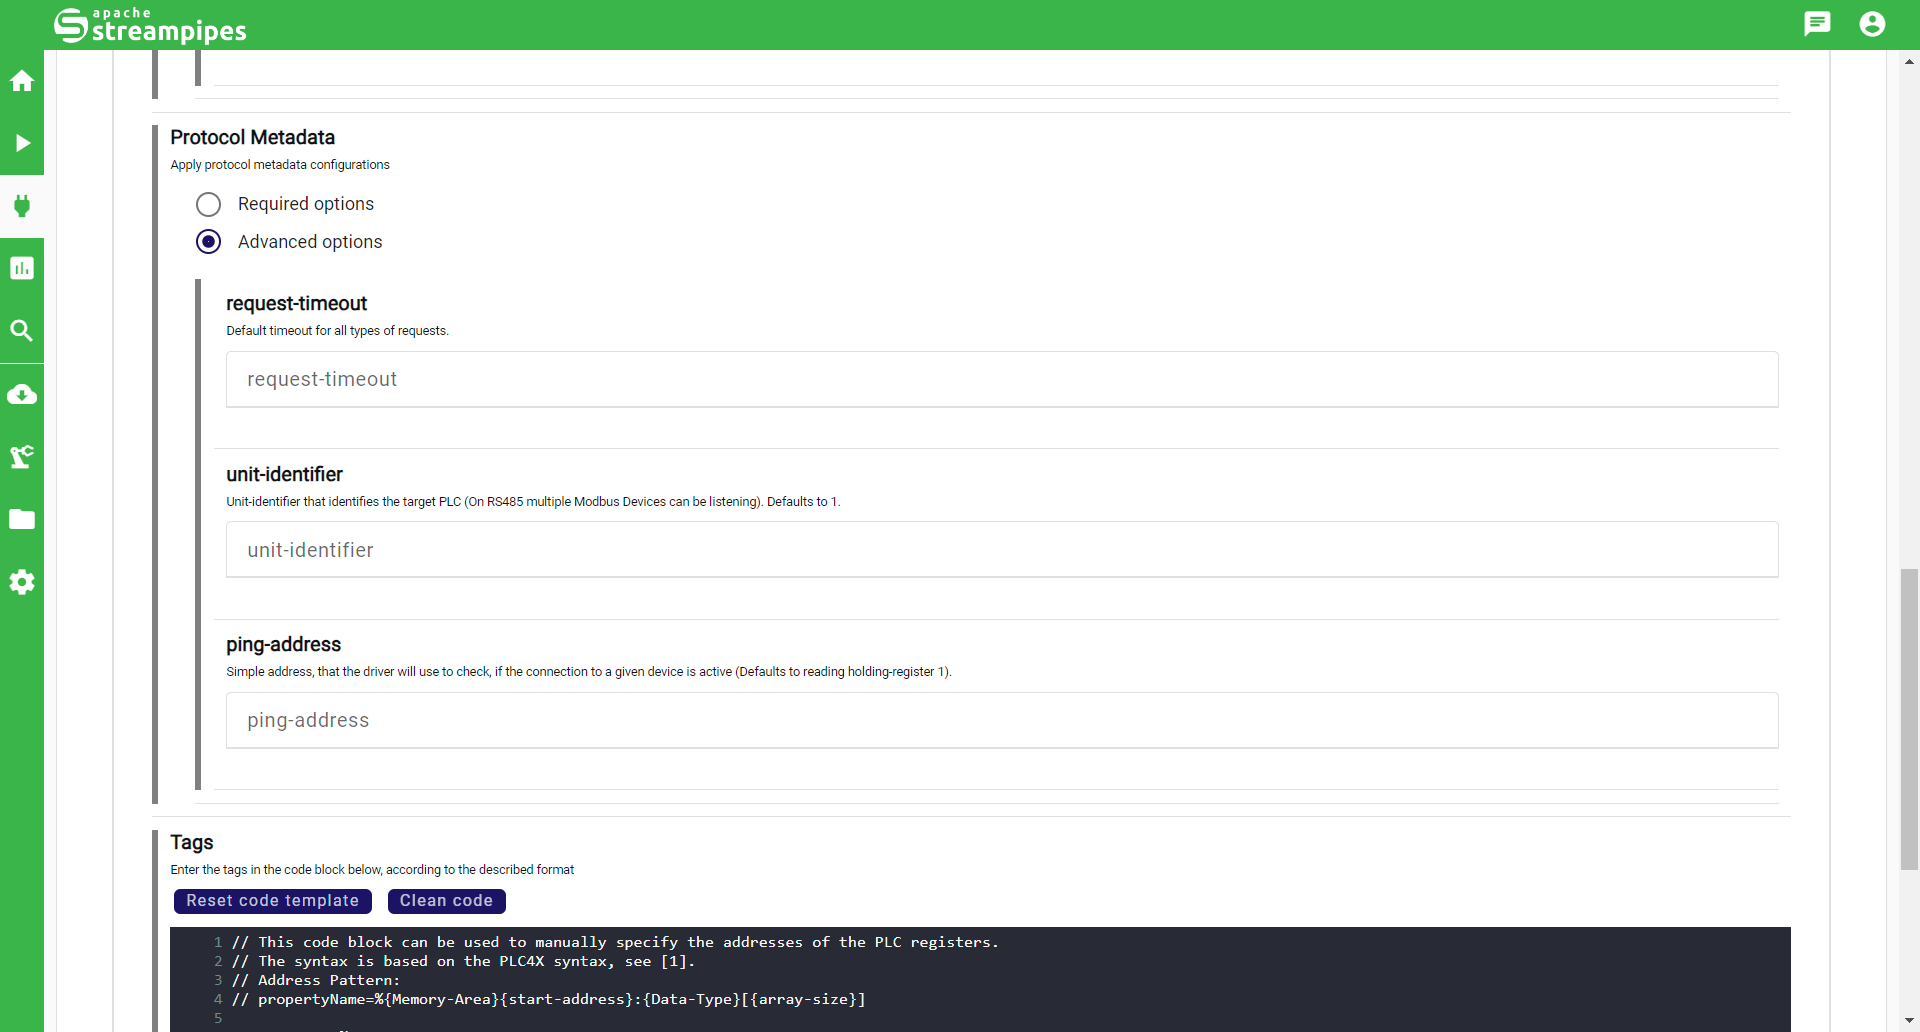 apache
streampipes
Protocol Metadata
Apply protocol metadata configurations
Required options
Advanced options
request-timeout
Default timeout for all types of requests.
request-timeout
unit-identifier
Unit-identifier that identifies the target PLC (On RS485 multiple Modbus Devices can be listening). Defaults to 1.
unit-identifier
ping-address
Simple address, that the driver will use to check, if the connection to a given device is active (Defaults to reading holding-register 1).
ping-address
Tags
Enter the tags in the code block below, according to the described format
Reset code template Clean code
1 // This code block can be used to manually specify the addresses of the PLC registers.
2 // The syntax is based on the PLC4X syntax, see [1].
3 // Address Pattern:
4 // propertyName=%{Memory-Area}{start-address}:{Data-Type}[{array-size}]
5